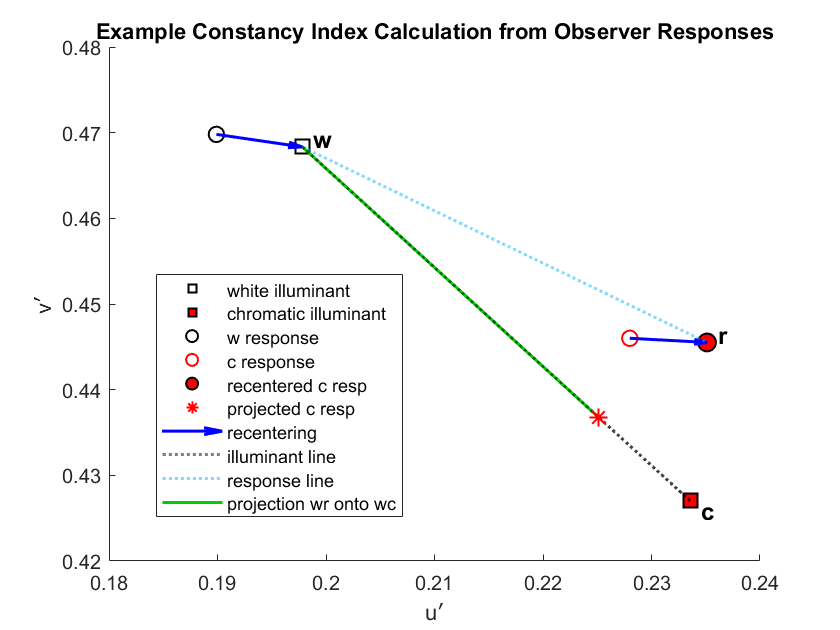 Example Constancy Index Calculation from Observer Responses
0.48
0.47
0.46
0.45
0.44
0.43
0.42
v′
w
r
c
white illuminant
chromatic illuminant
w response
c response
recentered c resp
projected c resp
recentering
illuminant line
response line
projection wr onto wc
0.18 0.19 0.2 0.21 0.22 0.23 0.24
u′